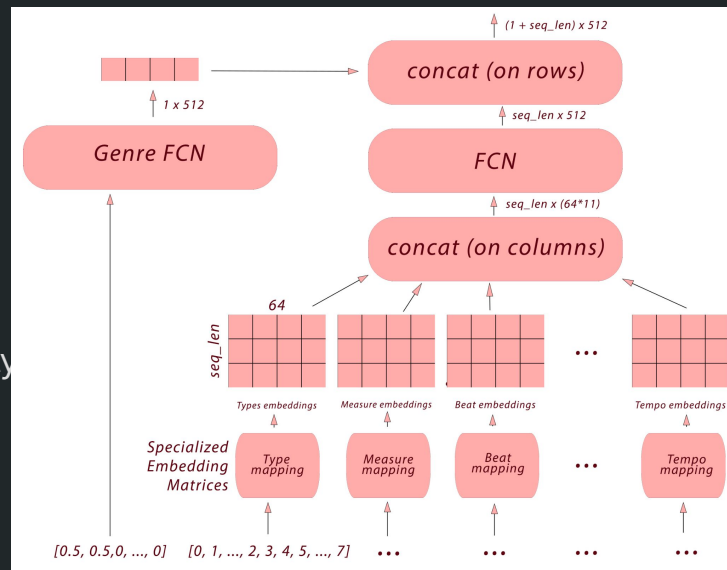 (1 + seq_len) x 512
concat (on rows)
1 x 512
seq_len x 512
Genre FCN
FCN
seq_len x (64*11)
concat (on columns)
64
seq_len
...
y
Types embeddings Measure embeddings Beat embeddings Tempo embeddings
Specialized
Embedding
Matrices
Type
mapping
Measure
mapping
Beat
mapping
...
Tempo
mapping
[0.5, 0.5,0, ..., 0] [0, 1, ..., 2, 3, 4, 5, ..., 7] ... ... ... ...